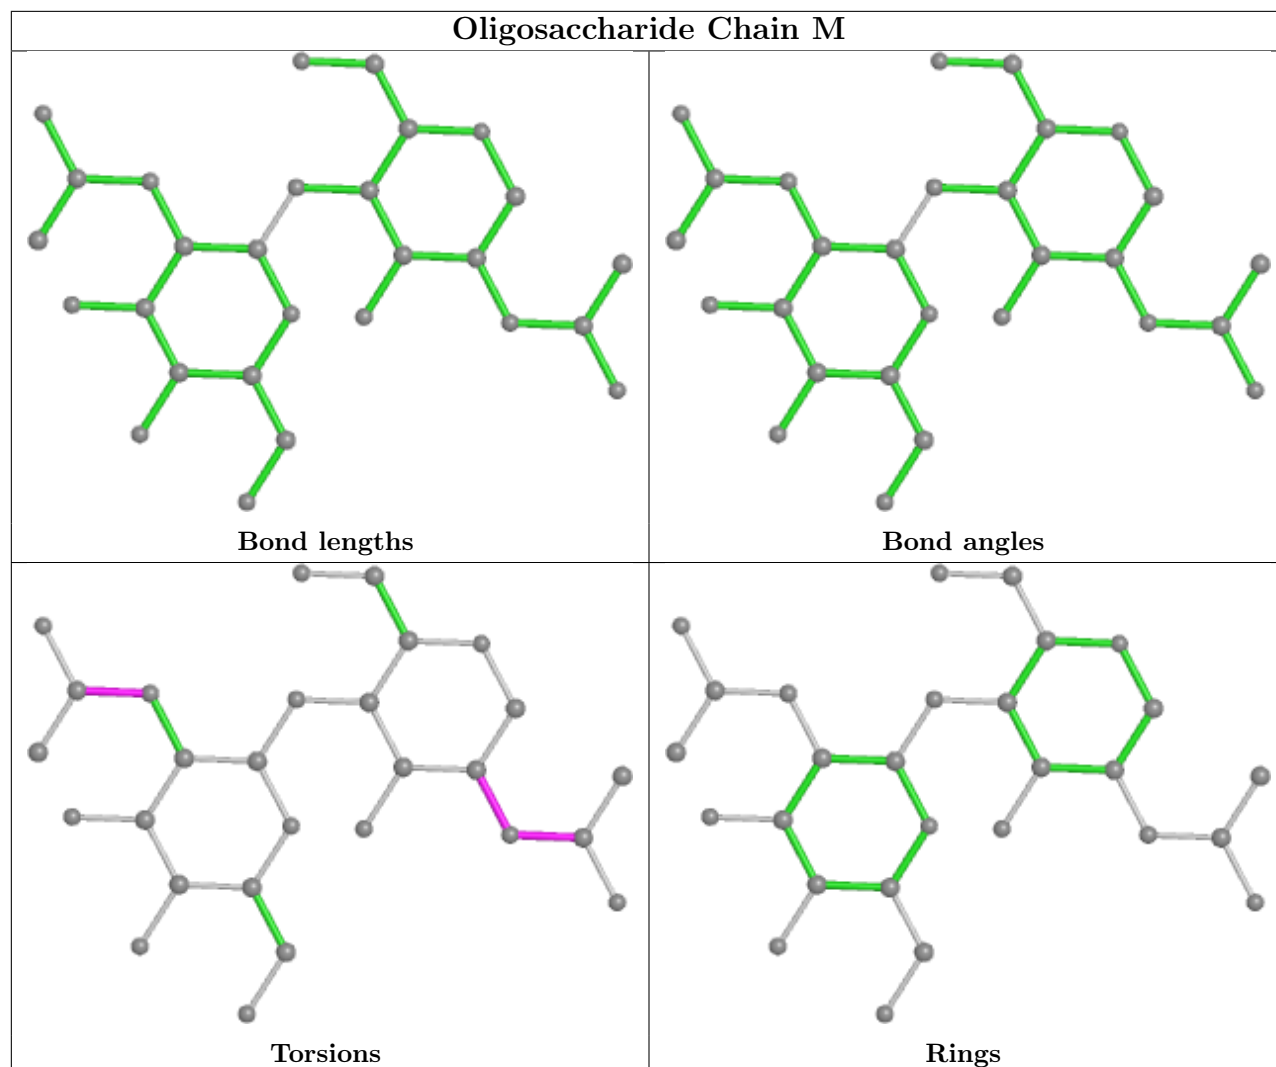 Oligosaccharide Chain M
Bond lengths
Bond angles
Torsions
Rings